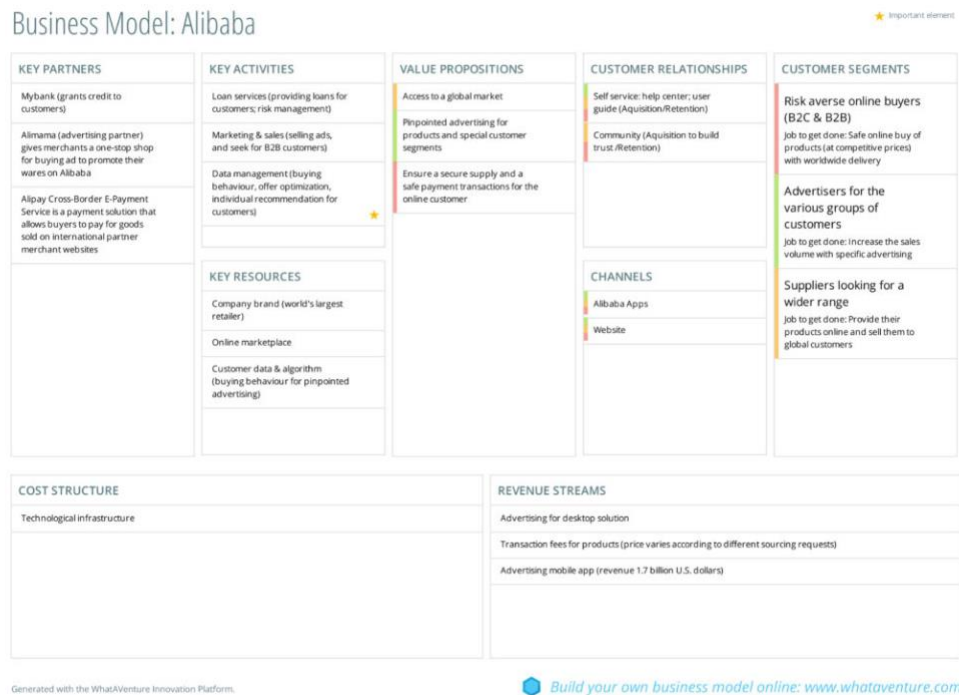 Business Model: Alibaba
Important element
KEY PARTNERS
Mybank (grants credit to
customers)
Alimama (advertising partner)
gives merchants a one-stop shop
for buying ad to promote their
wares on Alibaba
Alipay Cross-Border E-Payment
Service is a payment solution that
allows buyers to pay for goods
sold on international partner
merchant websites
KEY ACTIVITIES
Loan services (providing loans for
customers; risk management)
Marketing & sales (selling ads,
and seek for B2B customers)
Data management (buying
behaviour, offer optimization,
individual recommendation for
customers)
KEY RESOURCES
Company brand (world's largest
retailer)
Online marketplace
Customer data & algorithm
(buying behaviour for pinpointed
advertising)
VALUE PROPOSITIONS
Access to a global market
Pinpointed advertising for
products and special customer
segments
Ensure a secure supply and a
safe payment transactions for the
online customer
CUSTOMER RELATIONSHIPS
Self service: help center; user
guide (Aquisition/Retention)
Community (Aquisition to build
trust /Retention)
CHANNELS
Alibaba Apps
Website
CUSTOMER SEGMENTS
Risk averse online buyers
(B2C & B2B)
Job to get done: Safe online buy of
products (at competitive prices)
with worldwide delivery
Advertisers for the
various groups of
customers
Job to get done: Increase the sales
volume with specific advertising
Suppliers looking for a
wider range
Job to get done: Provide their
products online and sell them to
global customers
COST STRUCTURE
Technological infrastructure
REVENUE STREAMS
Advertising for desktop solution
Transaction fees for products (price varies according to different sourcing requests)
Advertising mobile app (revenue 1.7 billion U.S. dollars)
Generated with the WhatAVenture Innovation Platform.
Build your own business model online: www.whataventure.com